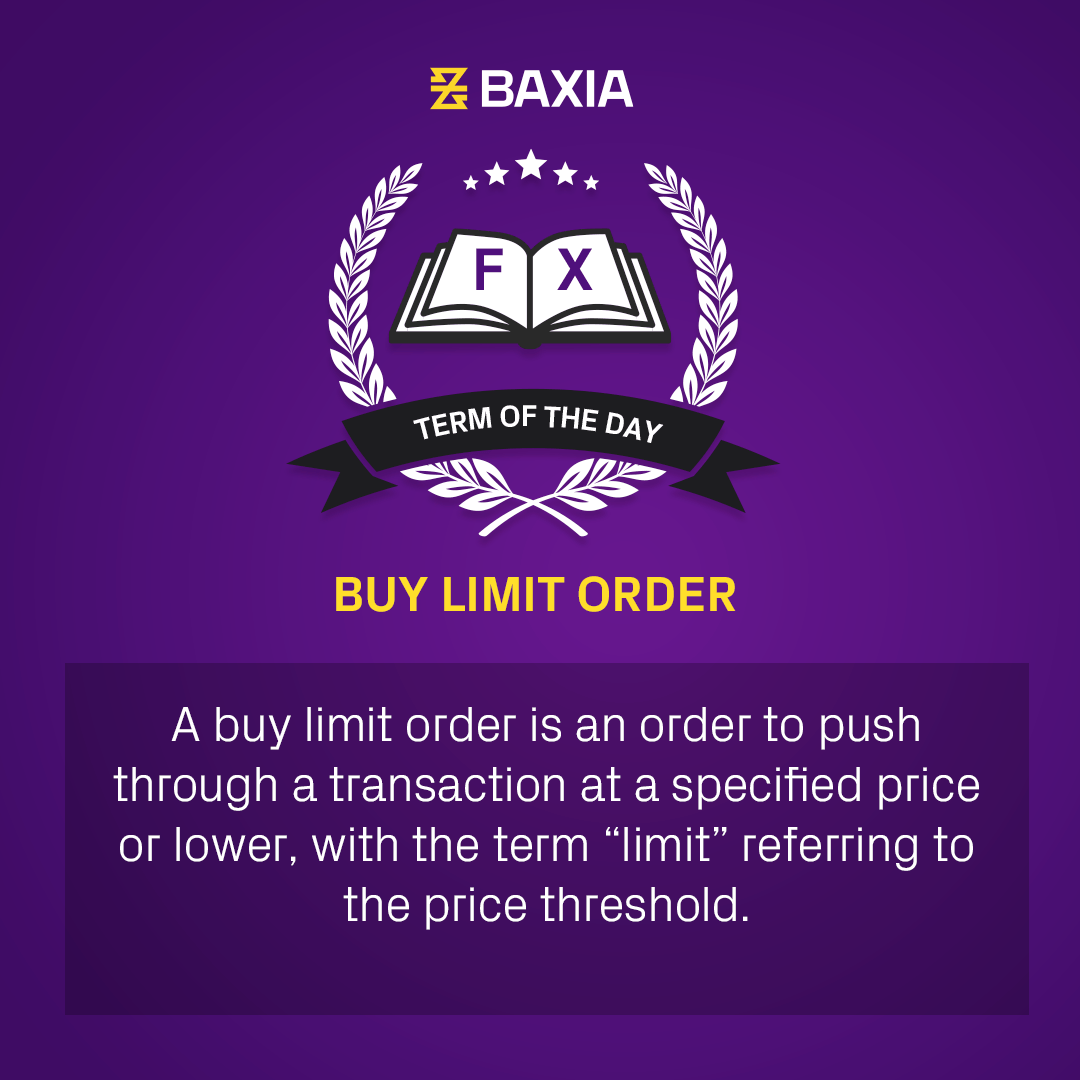 BAXIA
F X
TERM OF THE DAY
BUY LIMIT ORDER
A buy limit order is an order to push
through a transaction at a specified price
or lower, with the term “limit” referring to
the price threshold.